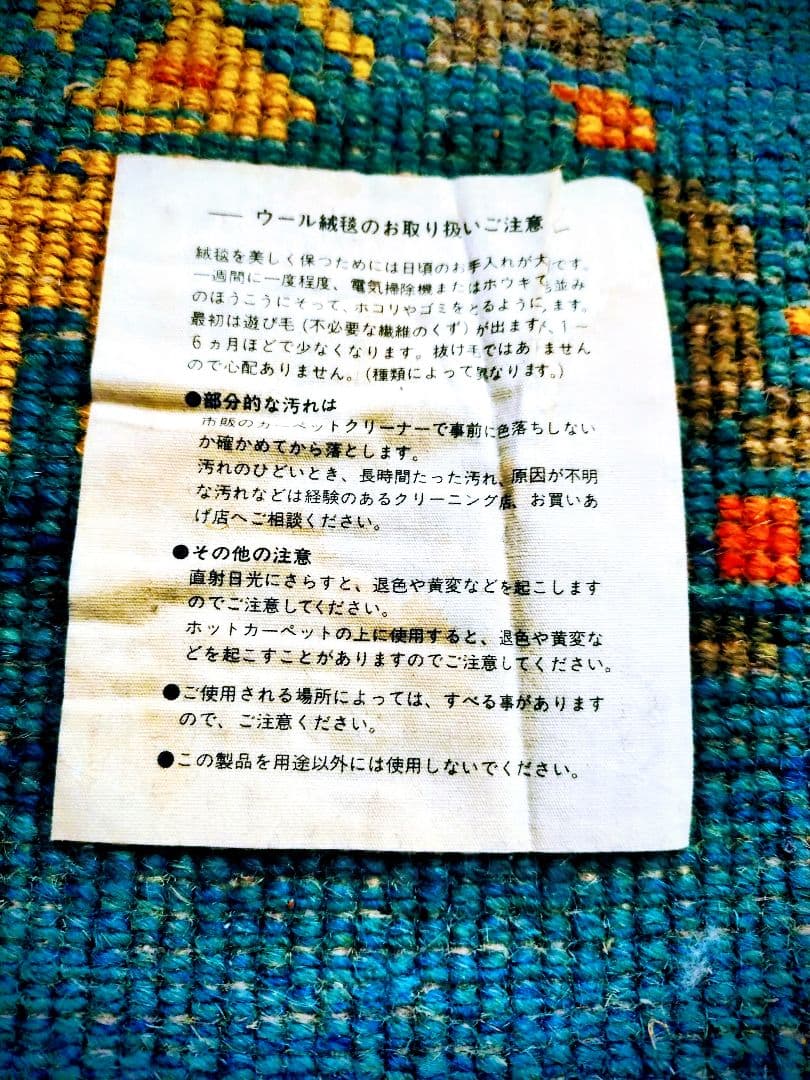 — ウール絨毯のお取り扱いご注意 —
絨毯を美しく保つためには日頃のお手入れが大です。
一週間に一度程度、電気掃除機またはホウキで並み
のほうこうにそって、ホコリやゴミをとるように ます。
最初は遊び毛(不必要な繊維のくず)が出ますが、1〜
6ヵ月ほどで少なくなります。抜け毛ではありません
ので心配ありません。(種類によって異なります。)
●部分的な汚れは
市販のカーペットクリーナーで事前に色落ちしない
か確かめてから落とします。
汚れのひどいとき、長時間たった汚れ、原因が不明
な汚れなどは経験のあるクリーニング店、お買いあ
げ店へご相談ください。
●その他の注意
直射日光にさらすと、退色や黄変などを起こします
のでご注意してください。
ホットカーペットの上に使用すると、退色や黄変な
どを起こすことがありますのでご注意してください。
●ご使用される場所によっては、すべる事があります
ので、ご注意ください。
●この製品を用途以外には使用しないでください。